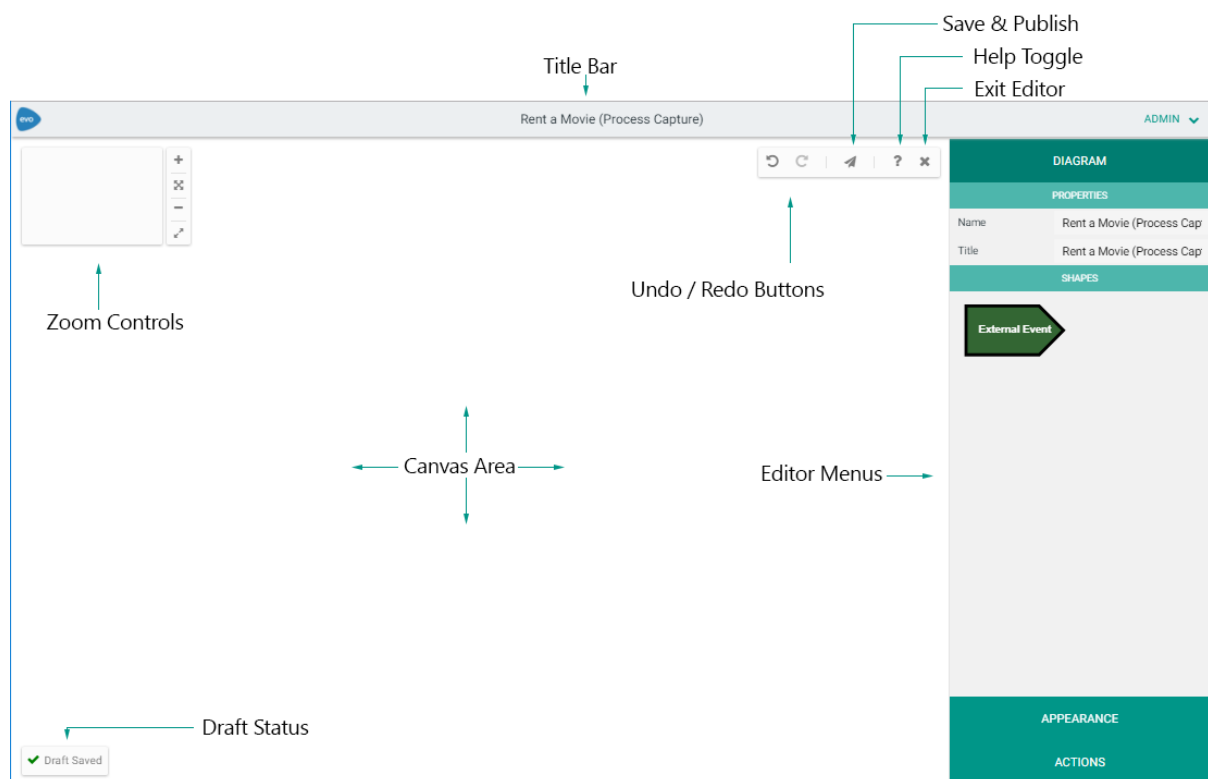 Save & Publish
Help Toggle
Title Bar
Exit Editor
evo
Rent a Movie (Process Capture)
ADMIN
DIAGRAM
PROPERTIES
Name
Rent a Movie (Process Cap
Title
Rent a Movie (Process Cap
SHAPES
Undo / Redo Buttons
Zoom Controls
External Event
Canvas Area
Editor Menus
Draft Status
APPEARANCE
Draft Saved
ACTIONS